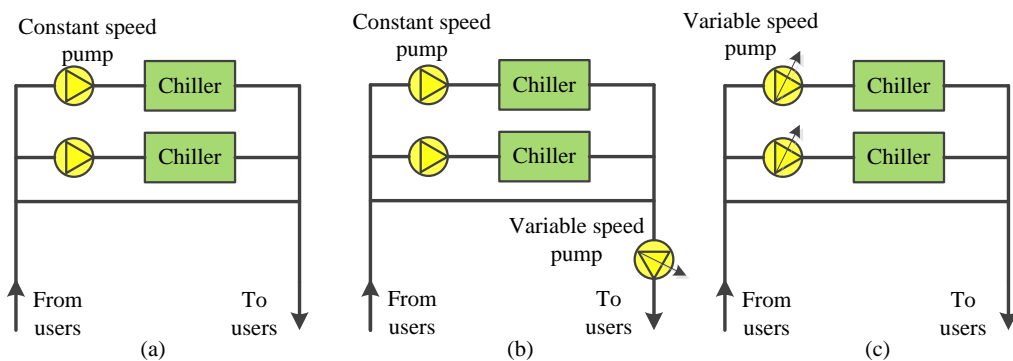 Constant speed
pump
Chiller
Chiller
From
users
To
users
(a)
Constant speed
pump
Chiller
Chiller
Variable speed
pump
From
users
To
users
(b)
Variable speed
pump
Chiller
Chiller
From
users
To
users
(c)